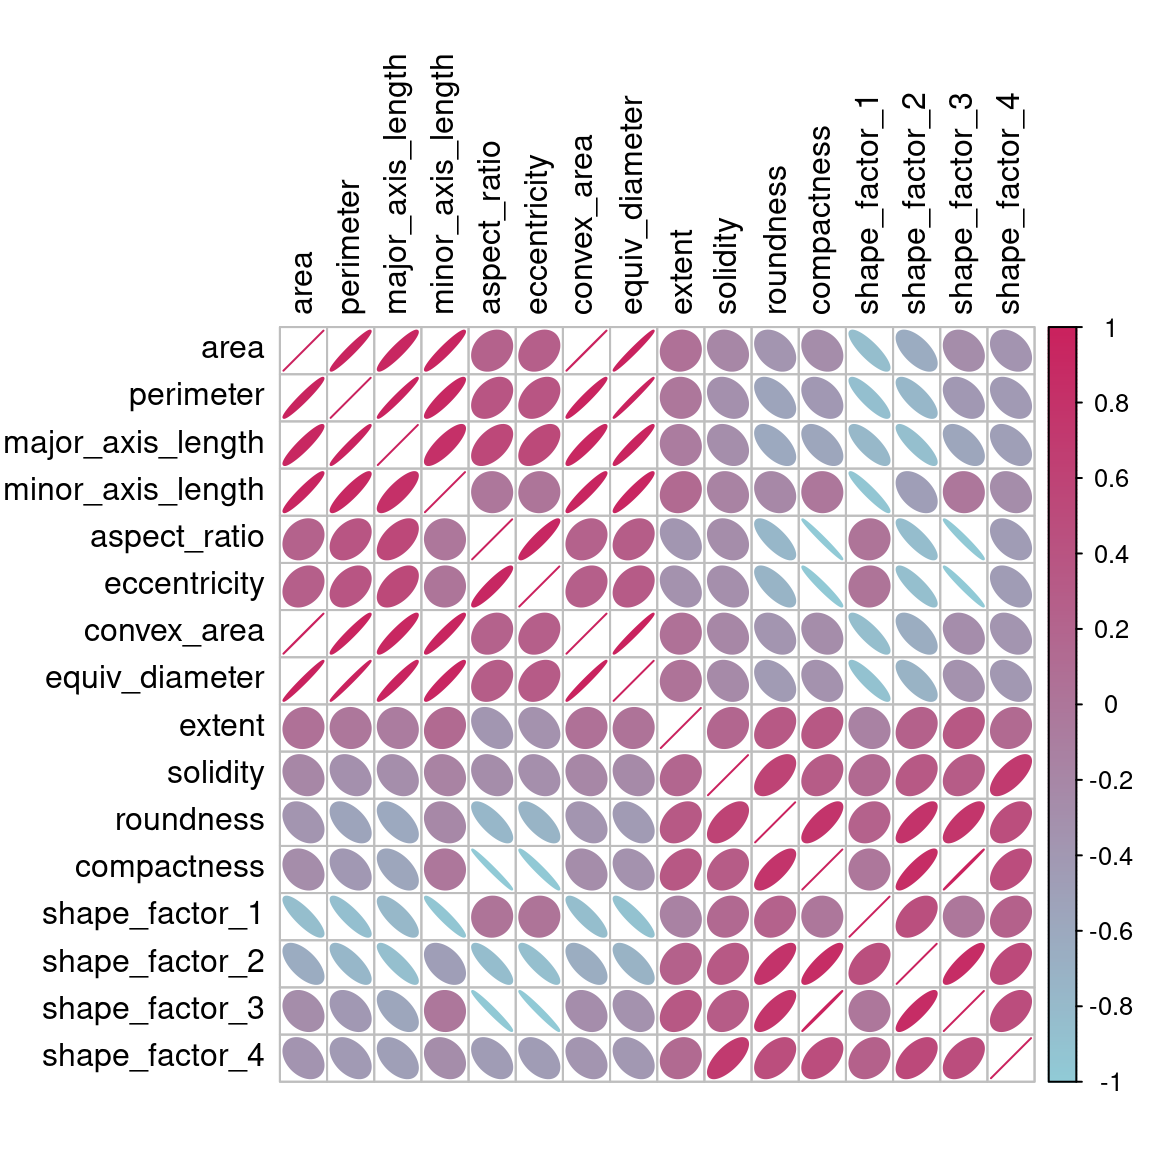 area
perimeter
major_axis_length
minor_axis_length
aspect_ratio
eccentricity
convex_area
equiv_diameter
extent
solidity
roundness
compactness
shape_factor_1
shape_factor_2
shape_factor_3
shape_factor_4
area
perimeter
major_axis_length
minor_axis_length
aspect_ratio
eccentricity
convex_area
equiv_diameter
extent
solidity
roundness
compactness
shape_factor_1
shape_factor_2
shape_factor_3
shape_factor_4
1
0.8
0.6
0.4
0.2
0
-0.2
-0.4
-0.6
-0.8
-1